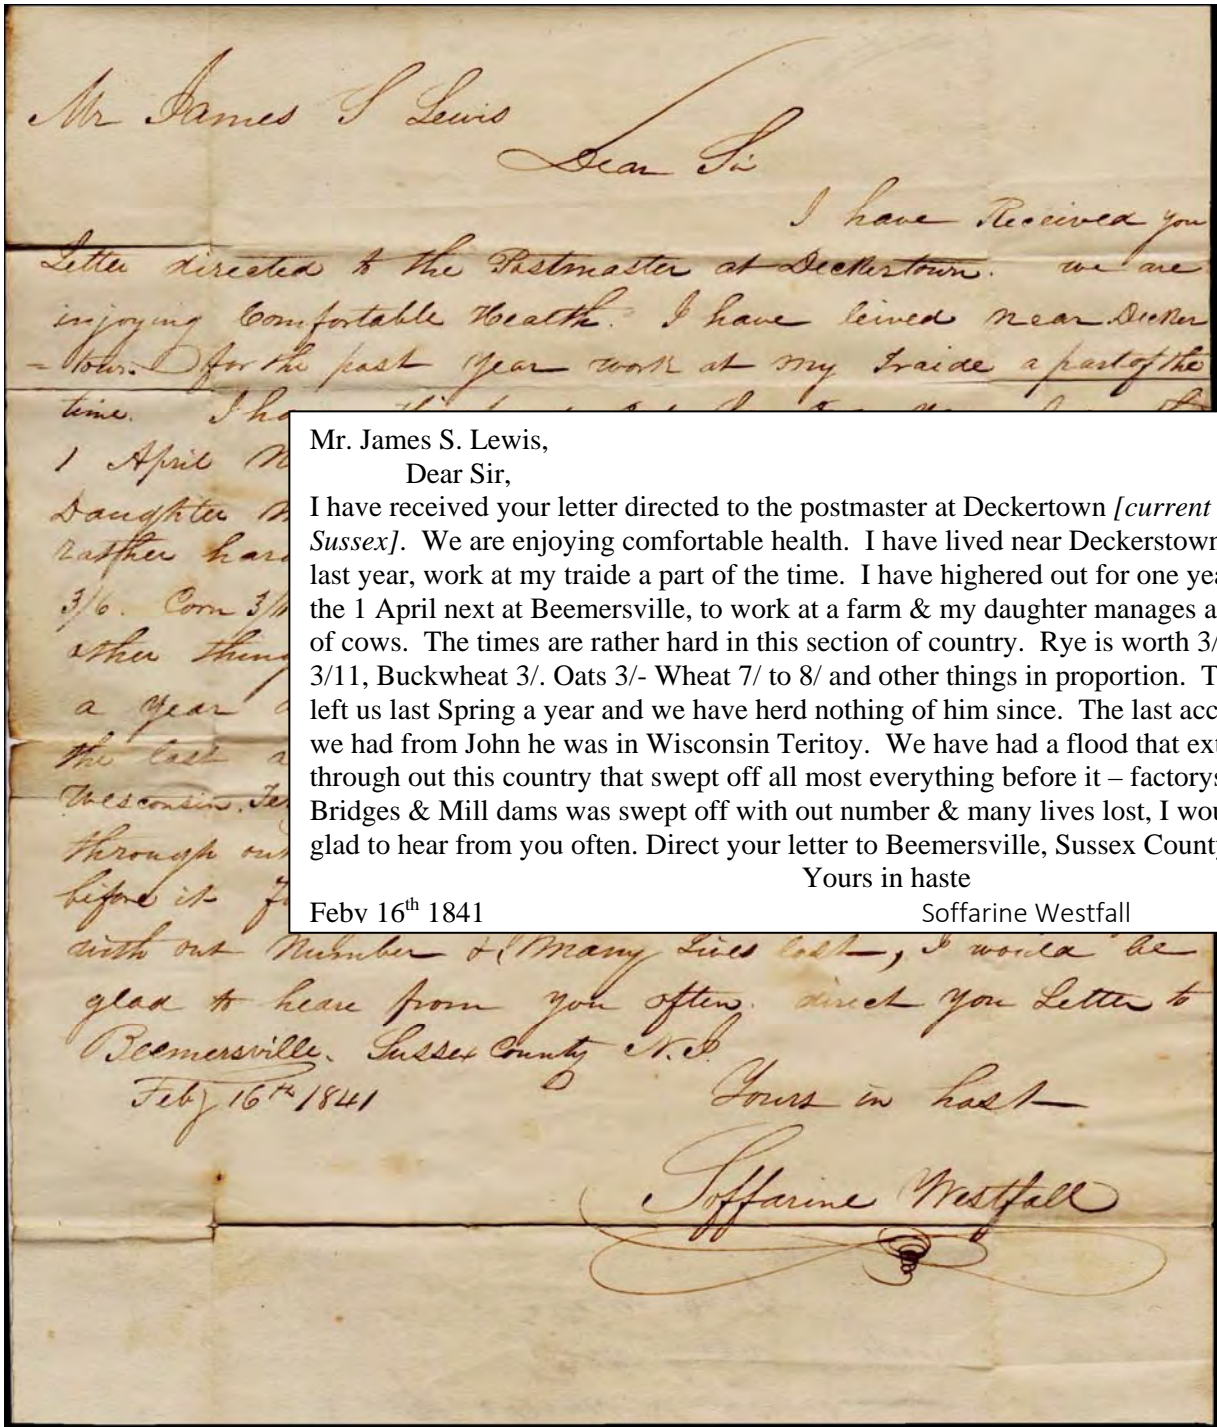 Mr James S Lewis
Dear Sir
I have Received you
Letter directed to the Postmaster at Deckertown. we are
injoying Comfortable Health. I have leived near Decker
= town for the past year work at my Traide a part of the
time. I
1 April
Daughter
rather hard
3/6. Corn
other thing
a year
the last
Wesconsin.
through out
before it
Mr. James S. Lewis,
Dear Sir,
I have received your letter directed to the postmaster at Deckertown [current
Sussex]. We are enjoying comfortable health. I have lived near Deckerstown
last year, work at my traide a part of the time. I have highered out for one
the 1 April next at Beemersville, to work at a farm & my daughter manages a
of cows. The times are rather hard in this section of country. Rye is worth 3/
3/11, Buckwheat 3/. Oats 3/- Wheat 7/ to 8/ and other things in proportion.
left us last Spring a year and we have herd nothing of him since. The last
we had from John he was in Wisconsin Teritoy. We have had a flood that
through out this country that swept off all most everything before it – factorys
Bridges & Mill dams was swept off with out number & many lives lost, I
glad to hear from you often. Direct your letter to Beemersville, Sussex County
Yours in haste
Feby 16th 1841 Soffarine Westfall
with out Number & Many Lives lost, I would be
glad to heare from you often. direct you Letter to
Beemersville. Sussex County N.J.
Feby 16th 1841 Yours in hast
Soffarine Westfall